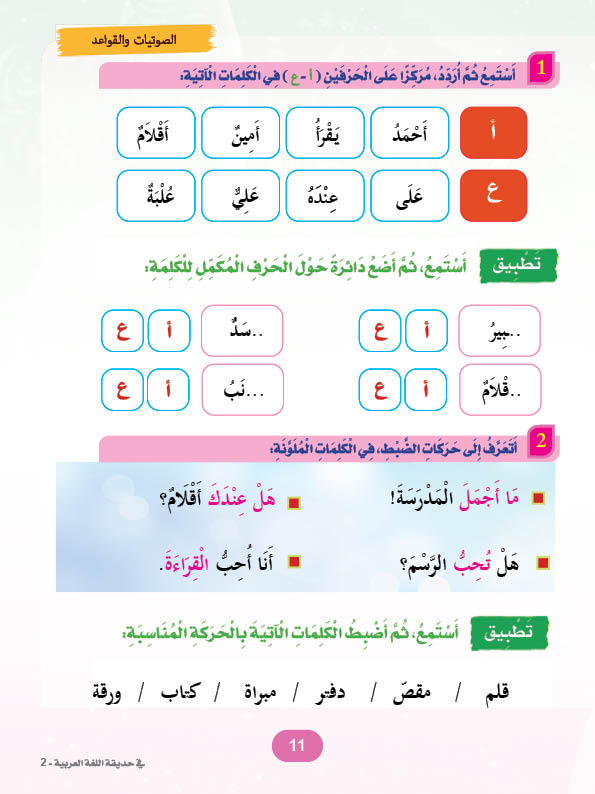 الصوتيات والقواعد
1 أَسْتَمِعُ ثُمَّ أُرَدِّدُ، مُرَكِّزًا عَلَى الْحَرْفَيْنِ (أ - ع) فِي الْكَلِمَاتِ الْآتِيَةِ:
أ أَحْمَدُ يَقْرَأُ أَمِينٌ أَقْلَامٌ
ع عَلَى عِنْدَهُ عَلِيٌّ عُلْبَةٌ
تَطْبِيق أَسْتَمِعُ، ثُمَّ أَضَعُ دَائِرَةً حَوْلَ الْحَرْفِ الْمُكَمِّلِ لِلْكَلِمَةِ:
...بِيرُ أ ع ...سَدٌ أ ع
...قْلَامٌ أ ع ...نَبُ أ ع
2 أَتَعَرَّفُ إِلَى حَرَكَاتِ الضَّبْطِ، فِي الْكَلِمَاتِ الْمُلَوَّنَةِ:
مَا أَجْمَلَ الْمَدْرَسَةَ! هَلْ عِنْدَكَ أَقْلَامٌ؟
هَلْ تُحِبُّ الرَّسْمَ؟ أَنَا أُحِبُّ الْقِرَاءَةَ.
تَطْبِيق أَسْتَمِعُ، ثُمَّ أَضْبِطُ الْكَلِمَاتِ الْآتِيَةَ بِالْحَرَكَةِ الْمُنَاسِبَةِ:
قلم / مقصّ / دفتر / مبراة / كتاب / ورقة
11
في حديقة اللغة العربية - 2